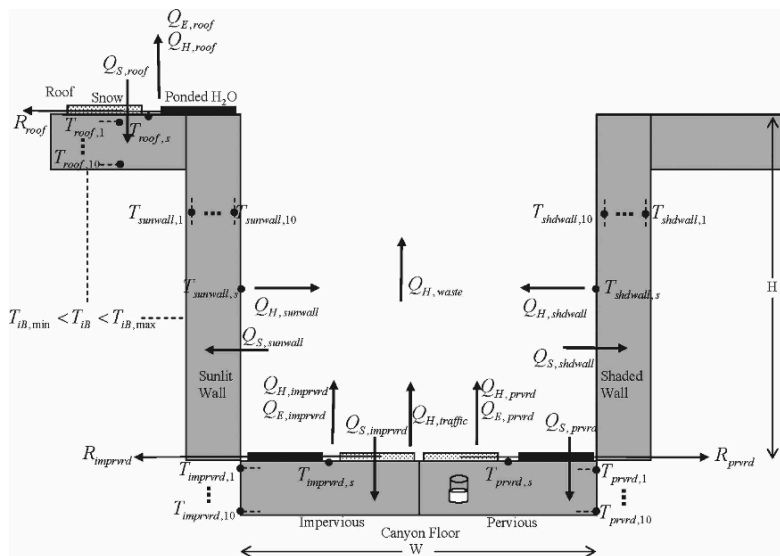 Q_{E,roof}
Q_{H,roof}
Q_{S,roof}
Roof Snow Ponded H₂O
R_{roof}
T_{roof,1} T_{roof,s}
T_{roof,10}
H
T_{sunwall,1} T_{sunwall,10} T_{shdwall,10} T_{shdwall,1}
T_{sunwall,s} Q_{H,waste} T_{shdwall,s}
Q_{H,sunwall} Q_{H,shdwall}
T_{iB,min} < T_{iB} < T_{iB,max}
Q_{S,sunwall} Q_{S,shdwall}
Sunlit
Wall
Shaded
Wall
Q_{H,imprvrd} Q_{H,prvrd}
Q_{E,imprvrd} Q_{S,imprvrd} Q_{H,traffic} Q_{E,prvrd} Q_{S,prvrd}
R_{imprvrd} R_{prvrd}
T_{imprvrd,1} T_{imprvrd,s} T_{prvrd,s} T_{prvrd,1}
T_{imprvrd,10} T_{prvrd,10}
Impervious Pervious
Canyon Floor
W